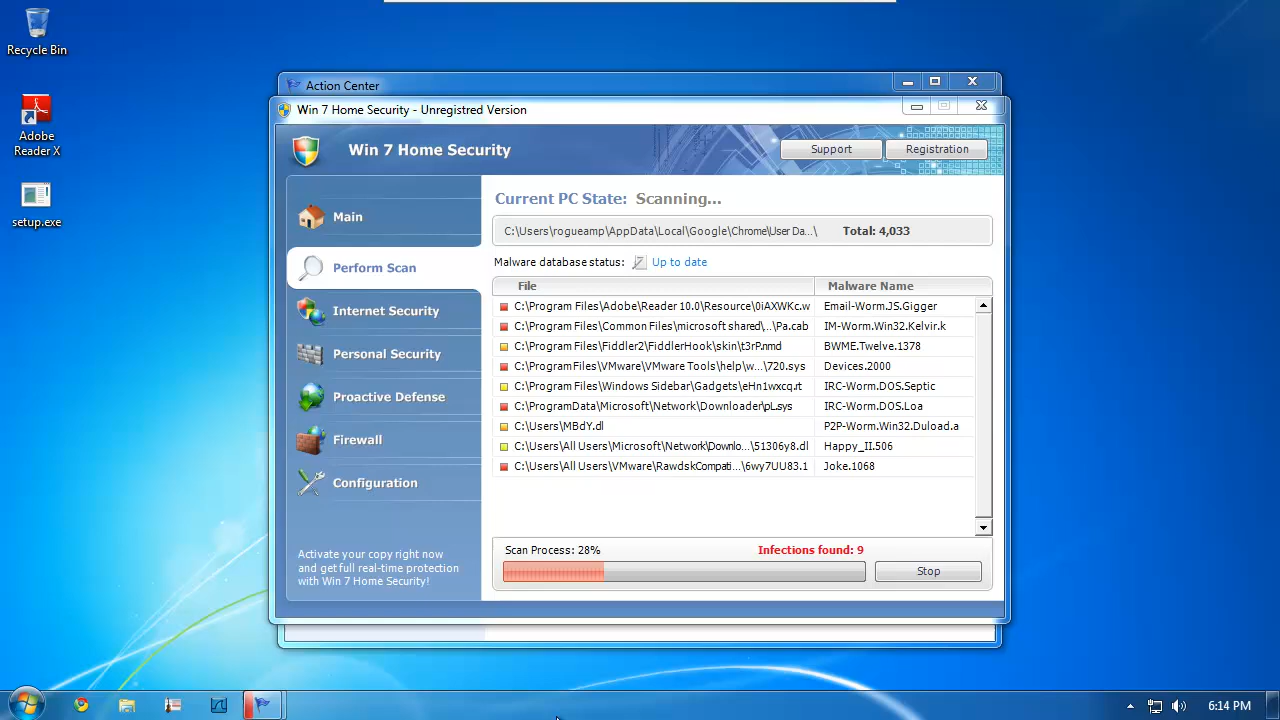 Recycle Bin
Adobe
Reader X
setup.exe
Action Center
Win 7 Home Security - Unregistred Version
Win 7 Home Security
Support
Registration
Main
Perform Scan
Internet Security
Personal Security
Proactive Defense
Firewall
Configuration
Activate your copy right now
and get full real-time protection
with Win 7 Home Security!
Current PC State: Scanning...
C:\Users\rogueamp\AppData\Local\Google\Chrome\User Da...\ Total: 4,033
Malware database status: Up to date
File Malware Name
C:\Program Files\Adobe\Reader 10.0\Resource\0iAXWKc.w Email-Worm.JS.Gigger
C:\Program Files\Common Files\microsoft shared\...\Pa.cab IM-Worm.Win32.Kelvir.k
C:\Program Files\Fiddler2\FiddlerHook\skin\t3rP.nmd BWME.Twelve.1378
C:\Program Files\VMware\VMware Tools\help\w...\720.sys Devices.2000
C:\Program Files\Windows Sidebar\Gadgets\eHn1wxcq.rt IRC-Worm.DOS.Septic
C:\ProgramData\Microsoft\Network\Downloader\pL.sys IRC-Worm.DOS.Loa
C:\Users\MBdY.dl P2P-Worm.Win32.Duload.a
C:\Users\All Users\Microsoft\Network\Downlo...\51306y8.dl Happy_II.506
C:\Users\All Users\VMware\RawdskCompati...\6wy7UU83.1 Joke.1068
Scan Process: 28% Infections found: 9
Stop
6:14 PM